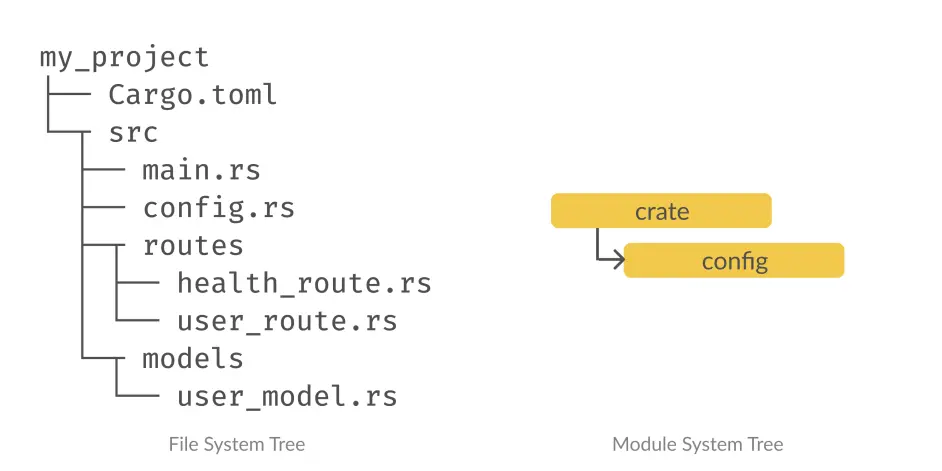 my_project
Cargo.toml
src
main.rs
config.rs
routes
health_route.rs
user_route.rs
models
user_model.rs
File System Tree
crate
config
Module System Tree